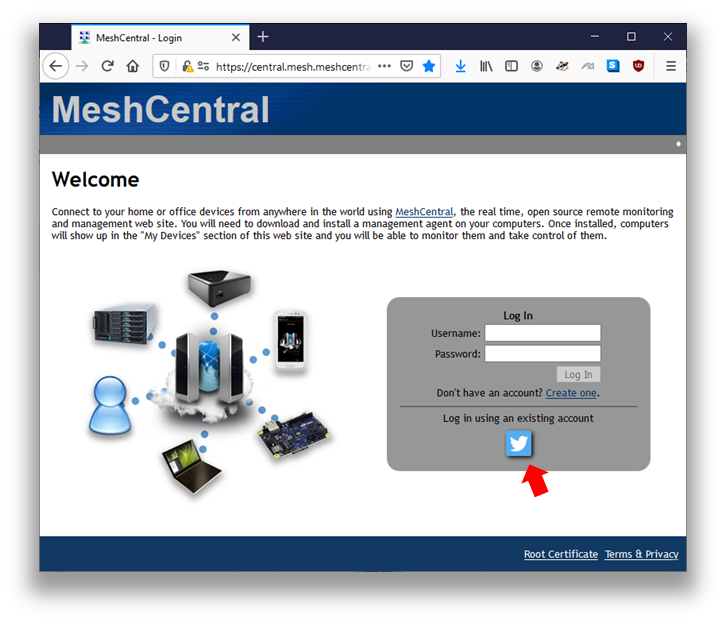 MeshCentral - Login
https://central.mesh.meshcentra
MeshCentral
Welcome
Connect to your home or office devices from anywhere in the world using MeshCentral, the real time, open source remote monitoring
and management web site. You will need to download and install a management agent on your computers. Once installed, computers
will show up in the "My Devices" section of this web site and you will be able to monitor them and take control of them.
Log In
Username:
Password:
Log In
Don't have an account? Create one.
Log in using an existing account
Root Certificate Terms & Privacy